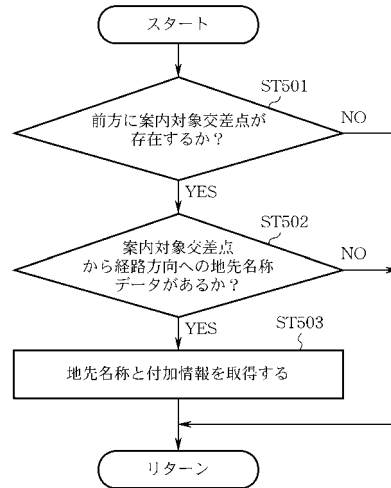 スタート
ST501
前方に案内対象交差点が
存在するか？
NO
YES
ST502
案内対象交差点
から経路方向への地先名称
データがあるか？
NO
YES
ST503
地先名称と付加情報を取得する
リターン